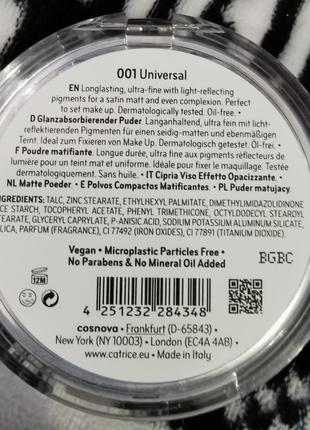 001 Universal
EN Longlasting, ultra-fine with light-reflecting
pigments for a satin matt and even complexion. Perfect
to set make up. Dermatologically tested. Oil-free. •
D Glanzabsorbierender Puder. Langanhaltend, ultra fein mit licht-
reflektierenden Pigmenten für einen seidig-matten und ebenmäßigen
Teint. Ideal zum Fixieren von Make Up. Dermatologisch getestet. Öl-frei. •
F Poudre matifiante. Longue durée, ultra fine aux pigments réflecteurs de
lumière pour un teint mat et uniforme. Idéal pour fixer le maquillage. Testée
dermatologiquement. Sans huile. • IT Cipria Viso Effetto Opacizzante. •
NL Matte Poeder. • E Polvos Compactos Matificantes. • PL Puder matujący.
INGREDIENTS: TALC, ZINC STEARATE, ETHYLHEXYL PALMITATE, DIMETHYLIMIDAZOLIDINONE
RICE STARCH, TOCOPHERYL ACETATE, PHENYL TRIMETHICONE, OCTYLDODECYL STEAROYL
STEARATE, GLYCERYL CAPRYLATE, P-ANISIC ACID, SODIUM POTASSIUM ALUMINUM SILICATE,
SILICA, PARFUM (FRAGRANCE), CI 77492 (IRON OXIDES), CI 77891 (TITANIUM DIOXIDE).
Vegan • Microplastic Particles Free •
No Parabens & No Mineral Oil Added
BGBC
12M
4 251232 284348
cosnova • Frankfurt (D-65843) •
New York (NY 10003) • London (EC4A 4AB) •
www.catrice.eu • Made in Italy